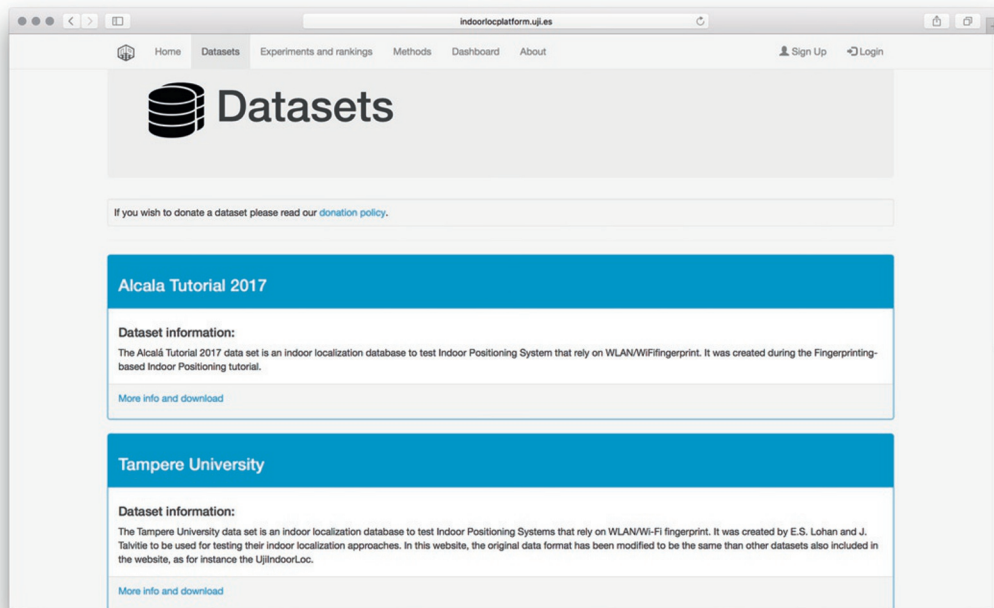 indoorlocplatform.uji.es
Home Datasets Experiments and rankings Methods Dashboard About Sign Up Login
Datasets
If you wish to donate a dataset please read our donation policy.
Alcala Tutorial 2017
Dataset information:
The Alcalá Tutorial 2017 data set is an indoor localization database to test Indoor Positioning System that rely on WLAN/WiFifingerprint. It was created during the Fingerprinting-
based Indoor Positioning tutorial.
More info and download
Tampere University
Dataset information:
The Tampere University data set is an indoor localization database to test Indoor Positioning Systems that rely on WLAN/Wi-Fi fingerprint. It was created by E.S. Lohan and J.
Talvitie to be used for testing their indoor localization approaches. In this website, the original data format has been modified to be the same than other datasets also included in
the website, as for instance the UjiIndoorLoc.
More info and download